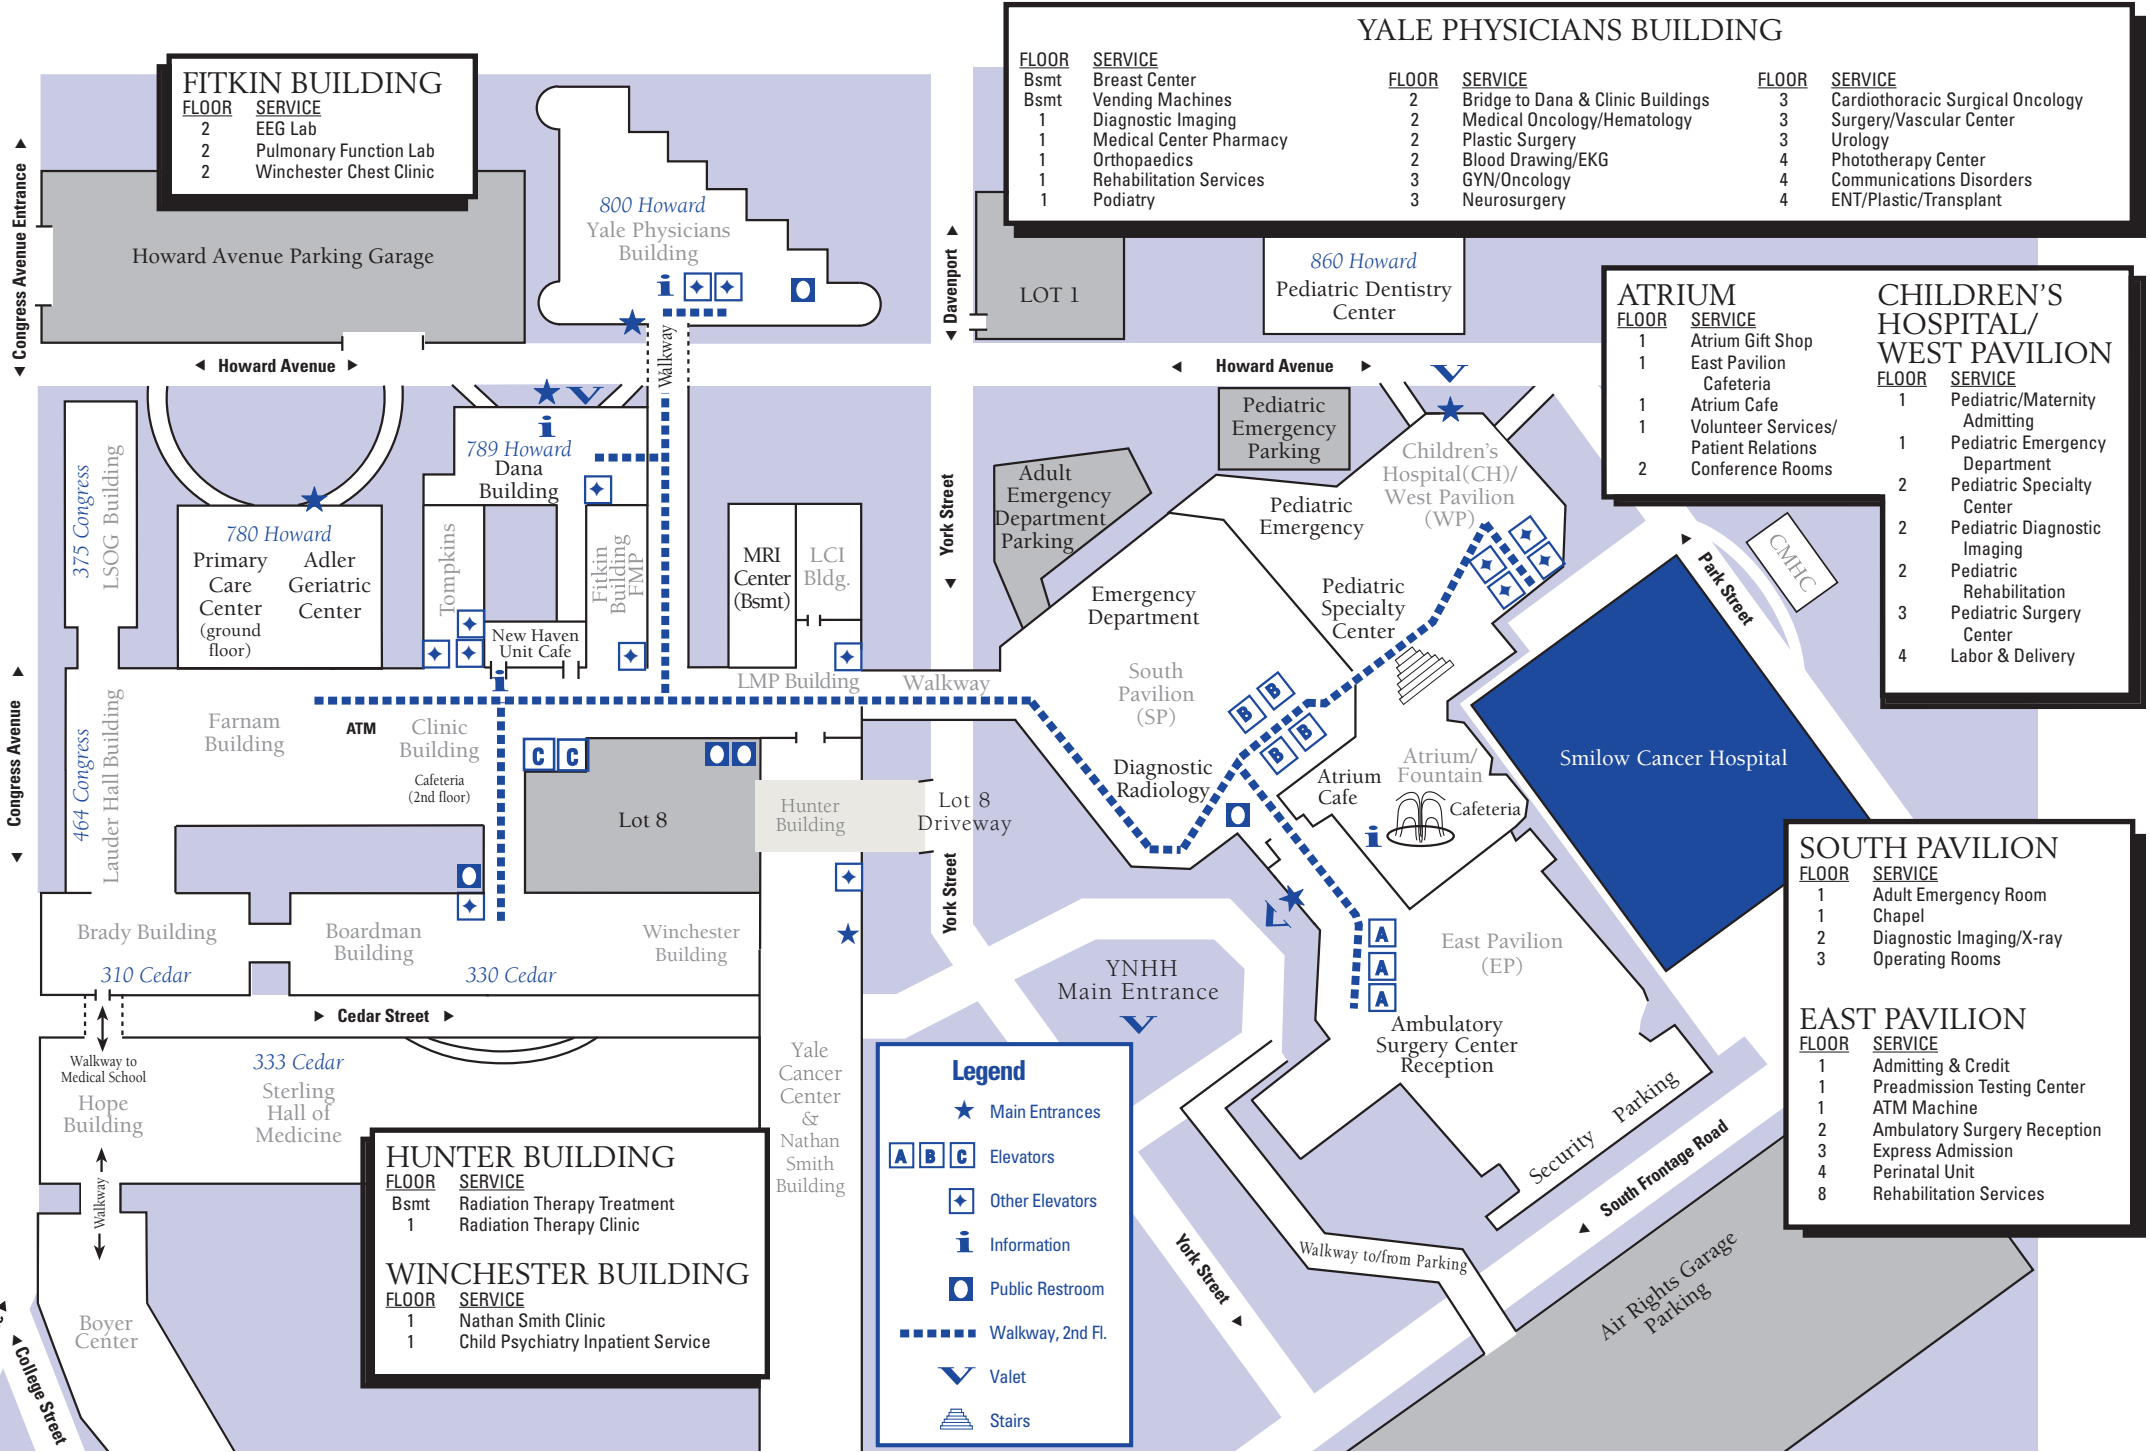 YALE PHYSICIANS BUILDING
FLOOR SERVICE
Bsmt Breast Center
Bsmt Vending Machines
1 Diagnostic Imaging
1 Medical Center Pharmacy
1 Orthopaedics
1 Rehabilitation Services
1 Podiatry
FLOOR SERVICE
2 Bridge to Dana & Clinic Buildings
2 Medical Oncology/Hematology
2 Plastic Surgery
2 Blood Drawing/EKG
3 GYN/Oncology
3 Neurosurgery
FLOOR SERVICE
3 Cardiothoracic Surgical Oncology
3 Surgery/Vascular Center
3 Urology
4 Phototherapy Center
4 Communications Disorders
4 ENT/Plastic/Transplant
FITKIN BUILDING
FLOOR SERVICE
2 EEG Lab
2 Pulmonary Function Lab
2 Winchester Chest Clinic
Congress Avenue Entrance
Howard Avenue Parking Garage
800 Howard
Yale Physicians
Building
i
Walkway
Davenport
LOT 1
860 Howard
Pediatric Dentistry
Center
ATRIUM
FLOOR SERVICE
1 Atrium Gift Shop
1 East Pavilion
Cafeteria
1 Atrium Cafe
1 Volunteer Services/
Patient Relations
2 Conference Rooms
CHILDREN'S
HOSPITAL/
WEST PAVILION
FLOOR SERVICE
1 Pediatric/Maternity
Admitting
1 Pediatric Emergency
Department
2 Pediatric Specialty
Center
2 Pediatric Diagnostic
Imaging
2 Pediatric
Rehabilitation
3 Pediatric Surgery
Center
4 Labor & Delivery
Howard Avenue
Howard Avenue
V
V
375 Congress
LSOG Building
i
789 Howard
Dana
Building
780 Howard
Primary
Care
Center
(ground
floor)
Adler
Geriatric
Center
Tompkins
Fitkin
Building
FMP
New Haven
Unit Cafe
i
MRI
Center
(Bsmt)
LCI
Bldg.
LMP Building
Walkway
York Street
Adult
Emergency
Department
Parking
Pediatric
Emergency
Parking
Children's
Hospital(CH)/
West Pavilion
(WP)
Pediatric
Emergency
Emergency
Department
Pediatric
Specialty
Center
South
Pavilion
(SP)
B
B
B
B
Diagnostic
Radiology
Atrium
Cafe
Atrium/
Fountain
Cafeteria
i
Park Street
CMHC
Smilow Cancer Hospital
Congress Avenue
464 Congress
Lauder Hall Building
Farnam
Building
ATM
Clinic
Building
Cafeteria
(2nd floor)
C
C
Lot 8
Hunter
Building
Lot 8
Driveway
York Street
Brady Building
310 Cedar
Boardman
Building
330 Cedar
Winchester
Building
V
A
A
A
East Pavilion
(EP)
YNHH
Main Entrance
V
Ambulatory
Surgery Center
Reception
SOUTH PAVILION
FLOOR SERVICE
1 Adult Emergency Room
1 Chapel
2 Diagnostic Imaging/X-ray
3 Operating Rooms
EAST PAVILION
FLOOR SERVICE
1 Admitting & Credit
1 Preadmission Testing Center
1 ATM Machine
2 Ambulatory Surgery Reception
3 Express Admission
4 Perinatal Unit
8 Rehabilitation Services
Cedar Street
Walkway to
Medical School
Hope
Building
333 Cedar
Sterling
Hall of
Medicine
Walkway
Boyer
Center
College Street
Yale
Cancer
Center
&
Nathan
Smith
Building
HUNTER BUILDING
FLOOR SERVICE
Bsmt Radiation Therapy Treatment
1 Radiation Therapy Clinic
WINCHESTER BUILDING
FLOOR SERVICE
1 Nathan Smith Clinic
1 Child Psychiatry Inpatient Service
Legend
Main Entrances
A B C Elevators
Other Elevators
i Information
Public Restroom
Walkway, 2nd Fl.
V Valet
Stairs
Security Parking
South Frontage Road
York Street
Walkway to/from Parking
Air Rights Garage
Parking